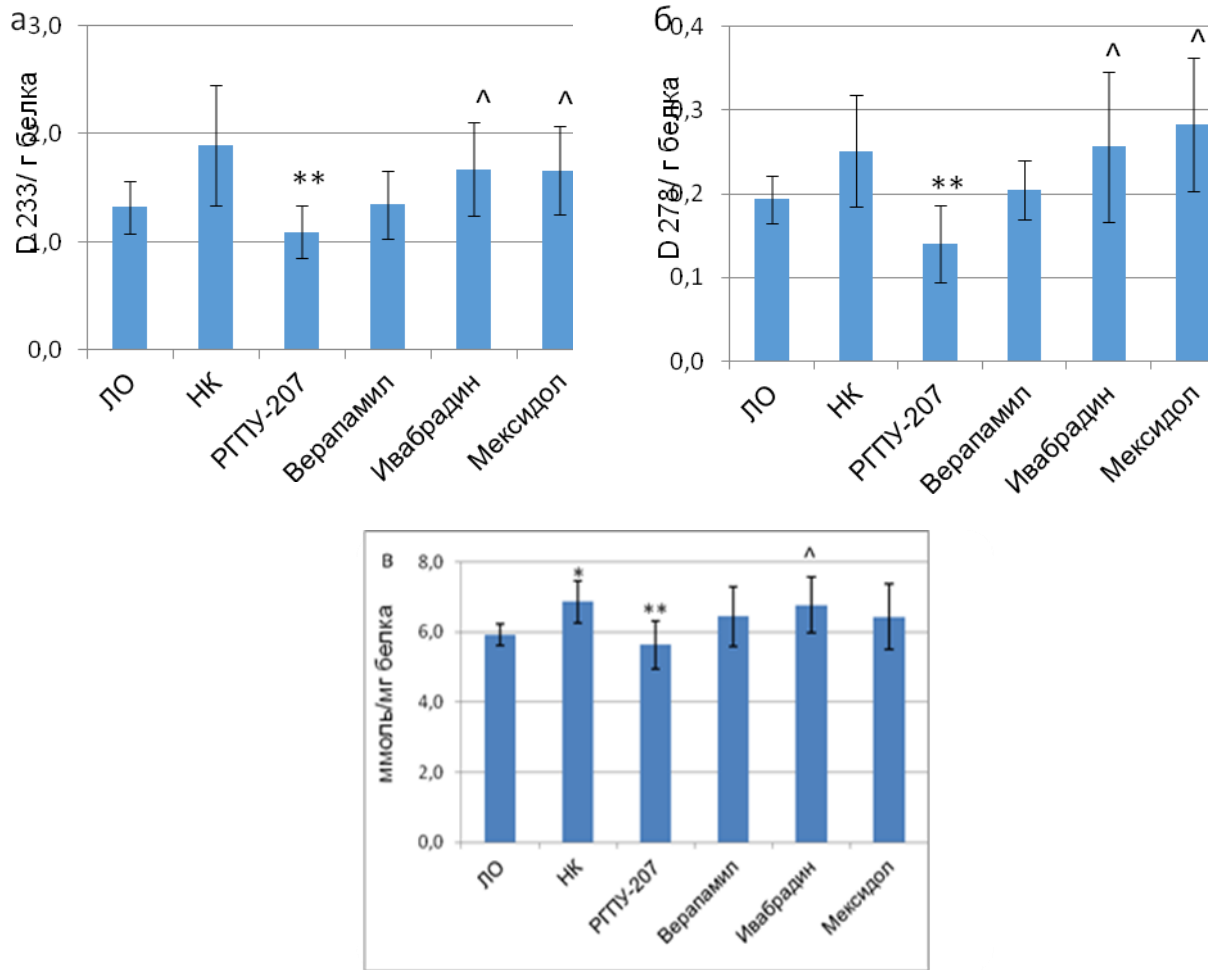 а
3,0
2,0
1,0
0,0
D 233/ г белка
**
^
^
ЛО
НК
РГПУ-207
Верапамил
Ивабрадин
Мексидол
б
0,4
0,3
0,2
0,1
0,0
D 278/ г белка
**
^
^
ЛО
НК
РГПУ-207
Верапамил
Ивабрадин
Мексидол
в
8,0
6,0
4,0
2,0
0,0
ммоль/мг белка
*
**
^
ЛО
НК
РГПУ-207
Верапамил
Ивабрадин
Мексидол